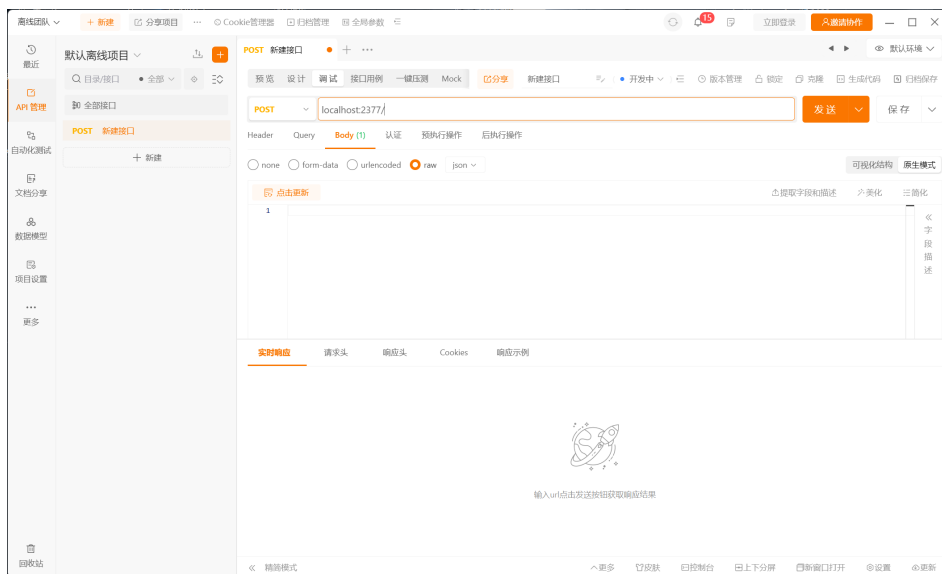 离线团队 + 新建 分享项目 ... Cookie管理器 归档管理 全局参数 15 立即登录 邀请协作
最近
API 管理
自动化测试
文档分享
数据模型
项目设置
更多
回收站
默认离线项目
目录/接口 全部
全部接口
POST 新建接口
+ 新建
POST 新建接口 默认环境
预览 设计 调试 接口用例 一键压测 Mock 分享 新建接口 开发中 版本管理 锁定 克隆 生成代码 归档保存
POST localhost:2377/ 发送 保存
Header Query Body (1) 认证 预执行操作 后执行操作
none form-data urlencoded raw json 可视化结构 原生模式
点击更新 提取字段和描述 美化 简化
1
字
段
描
述
实时响应 请求头 响应头 Cookies 响应示例
输入url点击发送按钮获取响应结果
精简模式 更多 皮肤 控制台 上下分屏 新窗口打开 设置 更新